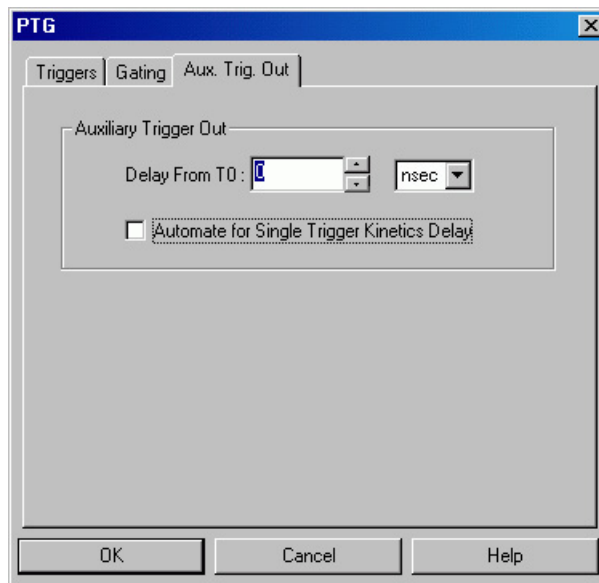 PTG
Triggers Gating Aux. Trig. Out
Auxiliary Trigger Out
Delay From T0 : 0 nsec
Automate for Single Trigger Kinetics Delay
OK Cancel Help